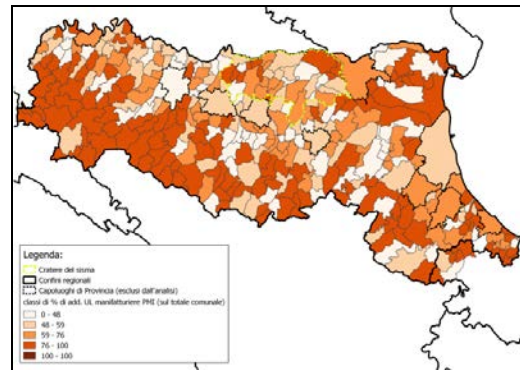 Legenda:
Cratere del sisma
Confini regionali
Capoluoghi di Provincia (esclusi dall'analisi)
classi di % di add. UL manifatturiere PMI (sul totale comunale)
0 - 48
48 - 59
59 - 76
76 - 100
100 - 100